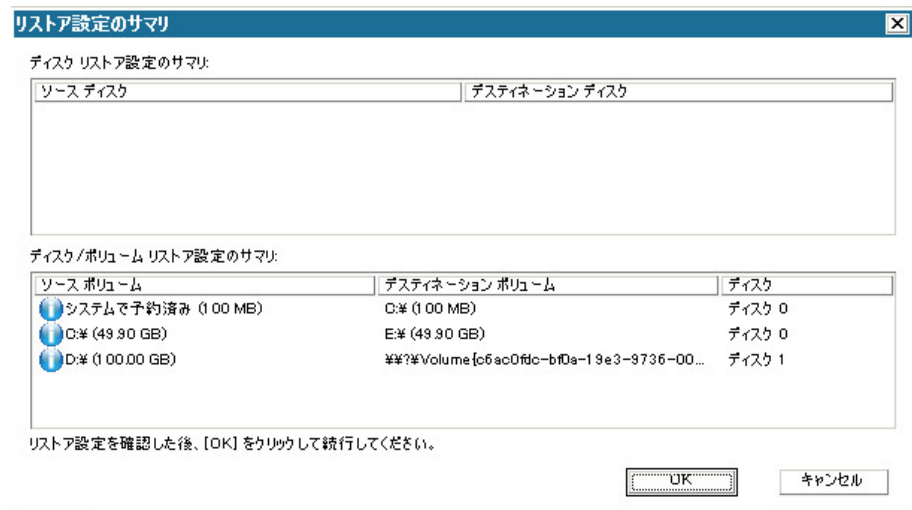 リストア設定のサマリ
ディスク リストア設定のサマリ:
ソース ディスク デスティネーション ディスク
ディスク/ボリューム リストア設定のサマリ:
ソース ボリューム デスティネーション ボリューム ディスク
システムで予約済み (100 MB) C:¥ (100 MB) ディスク 0
C:¥ (49.90 GB) E:¥ (49.90 GB) ディスク 0
D:¥ (100.00 GB) ¥¥?¥Volume{c6ac0fdc-bf0a-19e3-9736-00... ディスク 1
リストア設定を確認した後、[OK] をクリックして続行してください。
OK キャンセル